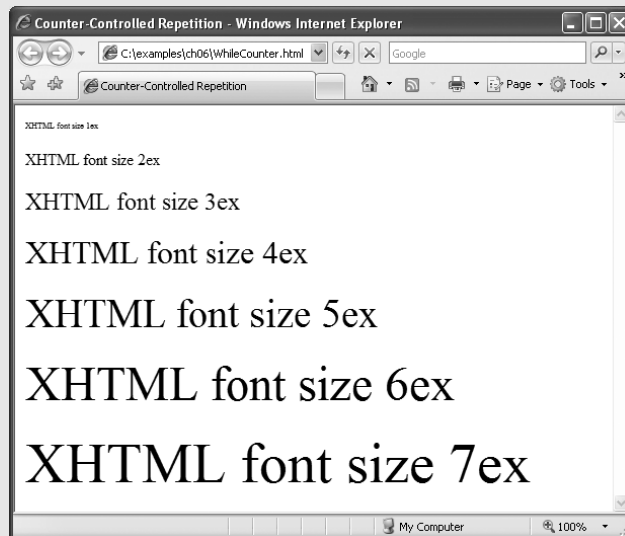 Counter-Controlled Repetition - Windows Internet Explorer
C:\examples\ch06\WhileCounter.html
Google
Counter-Controlled Repetition
Page
Tools
»
XHTML font size 1ex
XHTML font size 2ex
XHTML font size 3ex
XHTML font size 4ex
XHTML font size 5ex
XHTML font size 6ex
XHTML font size 7ex
My Computer
100%